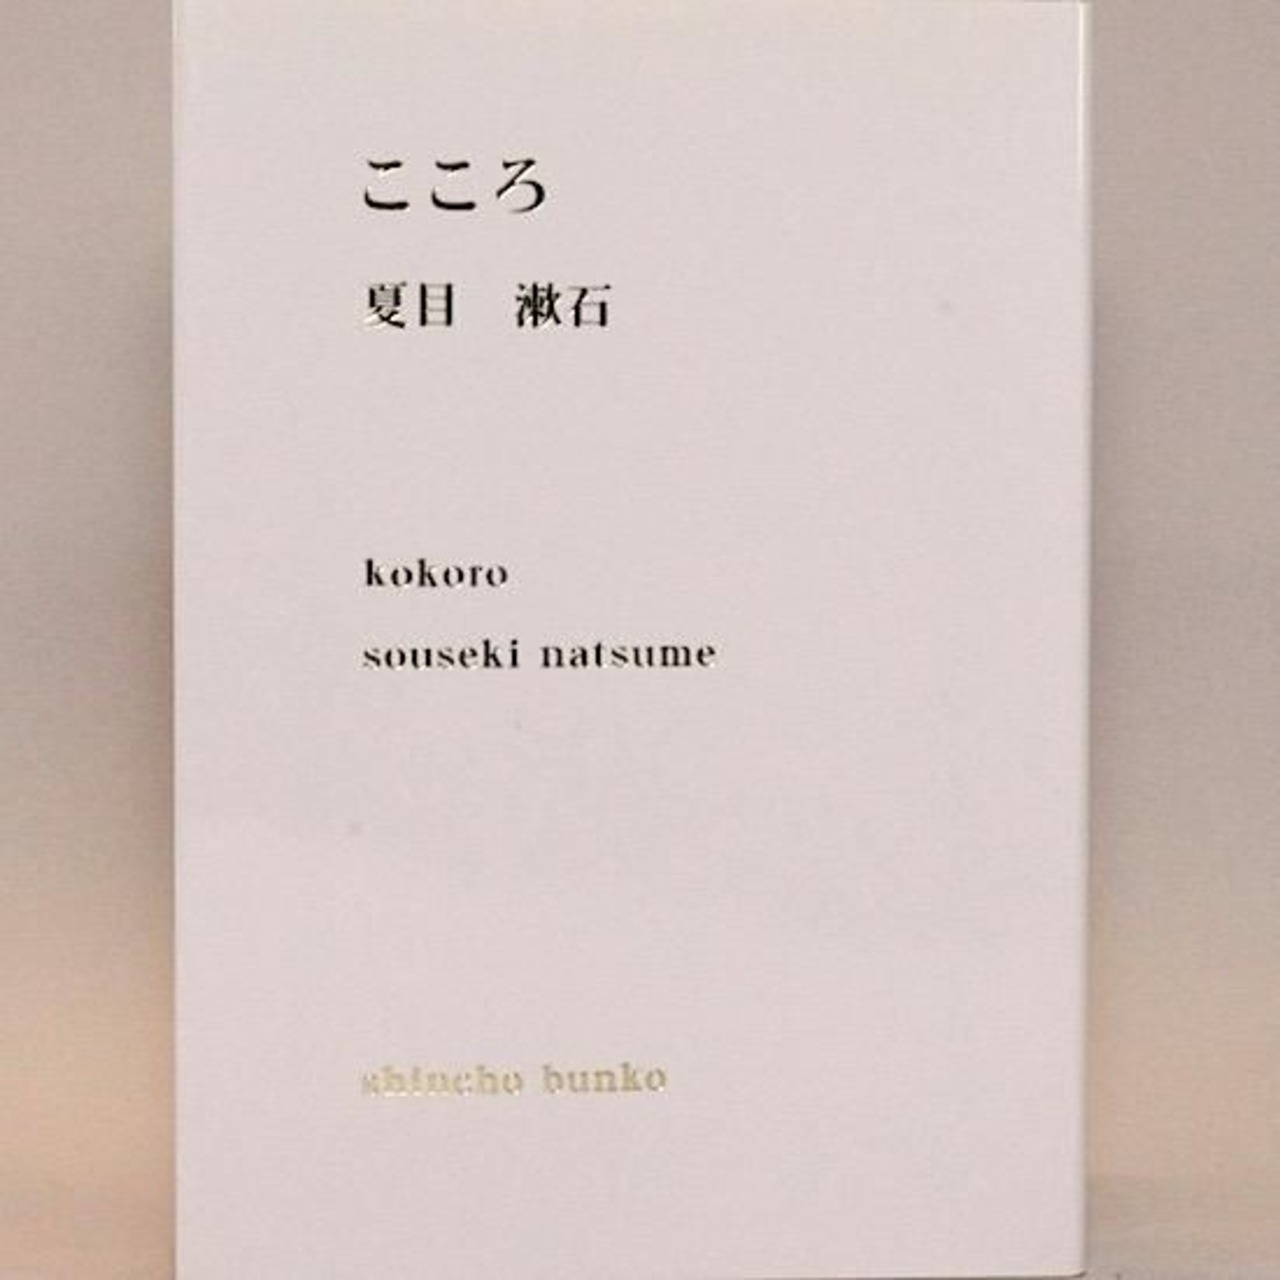 こころ
夏目　漱石
kokoro
souseki natsume
shincho bunko